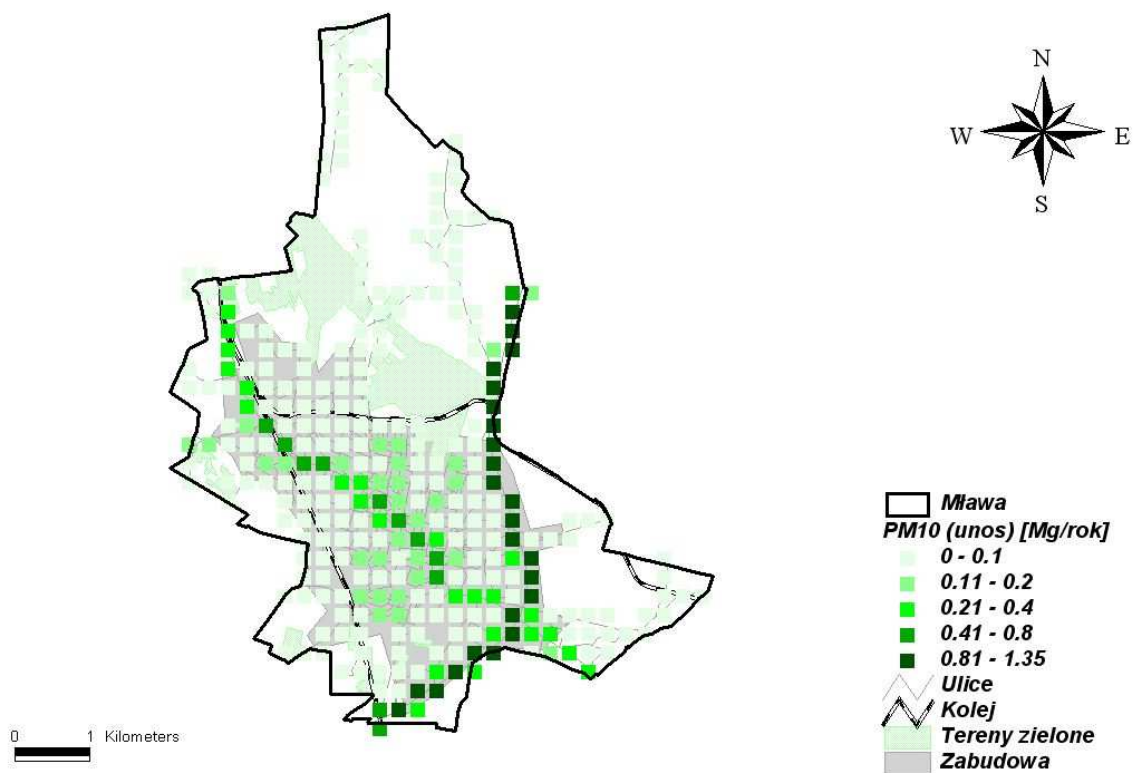 N
W E
S
Mława
PM10 (unos) [Mg/rok]
0 - 0.1
0.11 - 0.2
0.21 - 0.4
0.41 - 0.8
0.81 - 1.35
Ulice
Kolej
Tereny zielone
Zabudowa
0 1 Kilometers